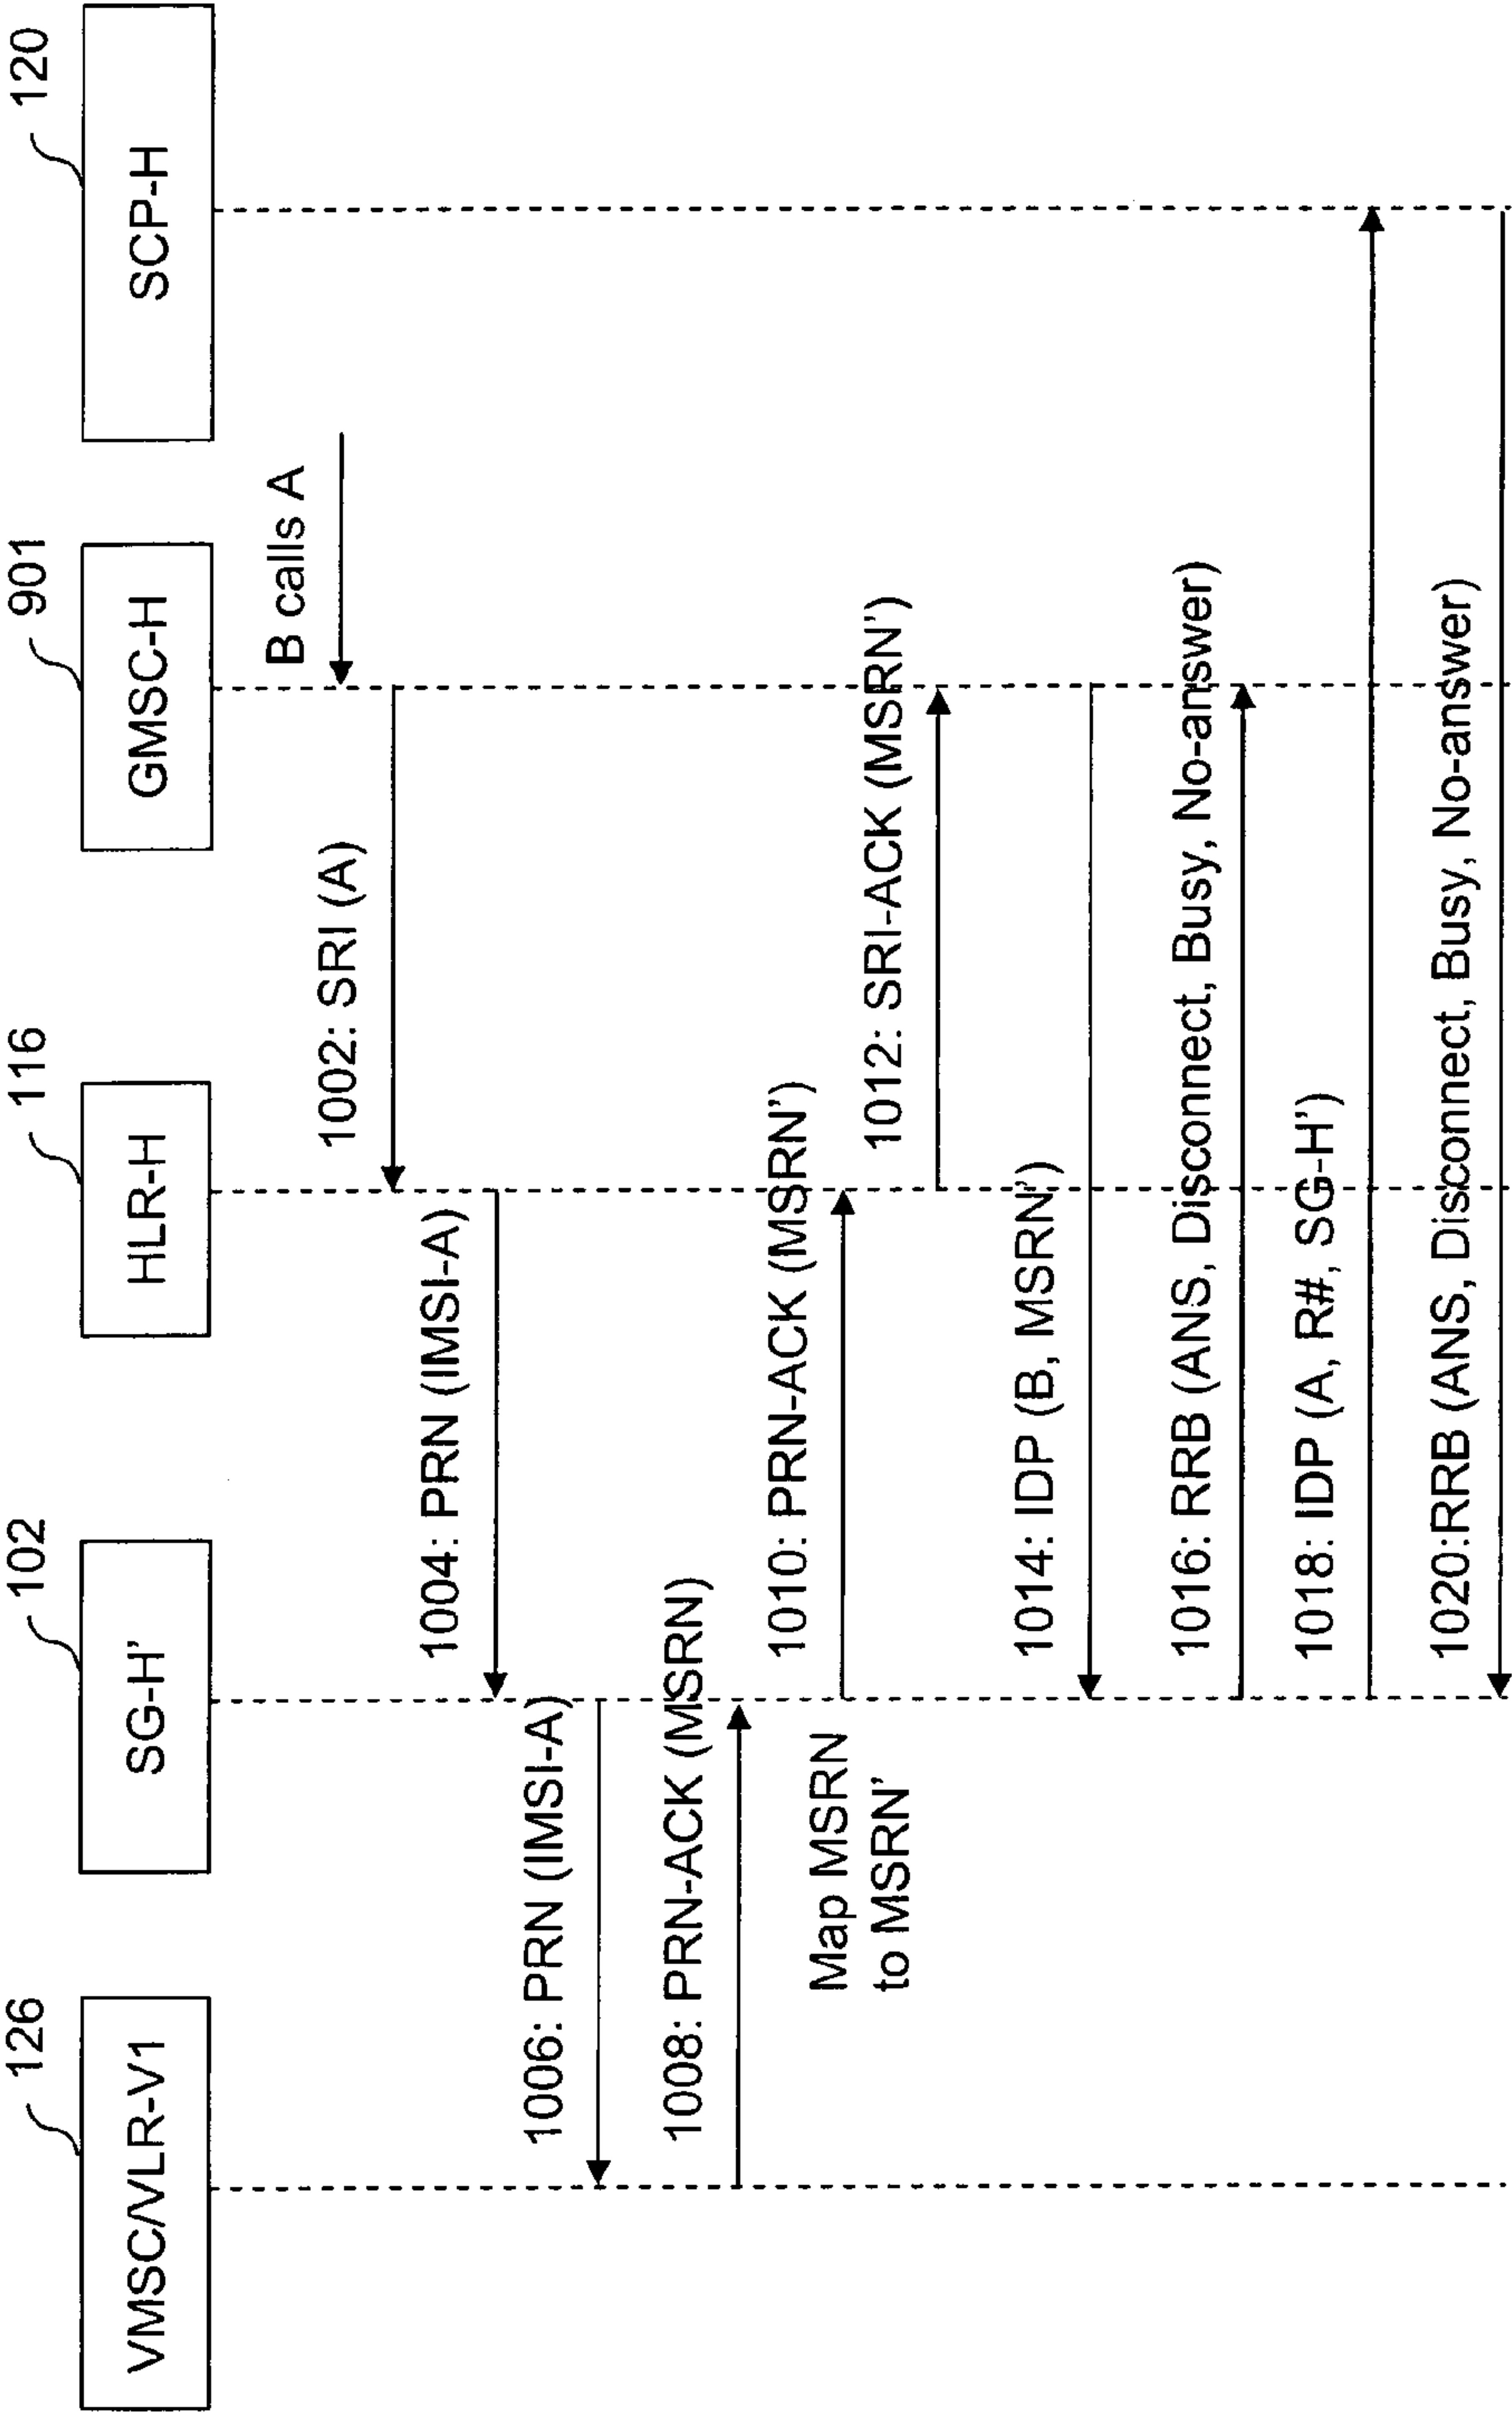 126
102
116
901
120
VMSC/VLR-V1
SG-H’
HLR-H
GMSC-H
SCP-H
B calls A
1002: SRI (A)
1004: PRN (IMSI-A)
1006: PRN (IMSI-A)
1008: PRN-ACK (MSRN)
Map MSRN
to MSRN’
1010: PRN-ACK (MSRN’)
1012: SRI-ACK (MSRN’)
1014: IDP (B, MSRN’)
1016: RRB (ANS, Disconnect, Busy, No-answer)
1018: IDP (A, R#, SG-H’)
1020:RRB (ANS, Disconnect, Busy, No-answer)